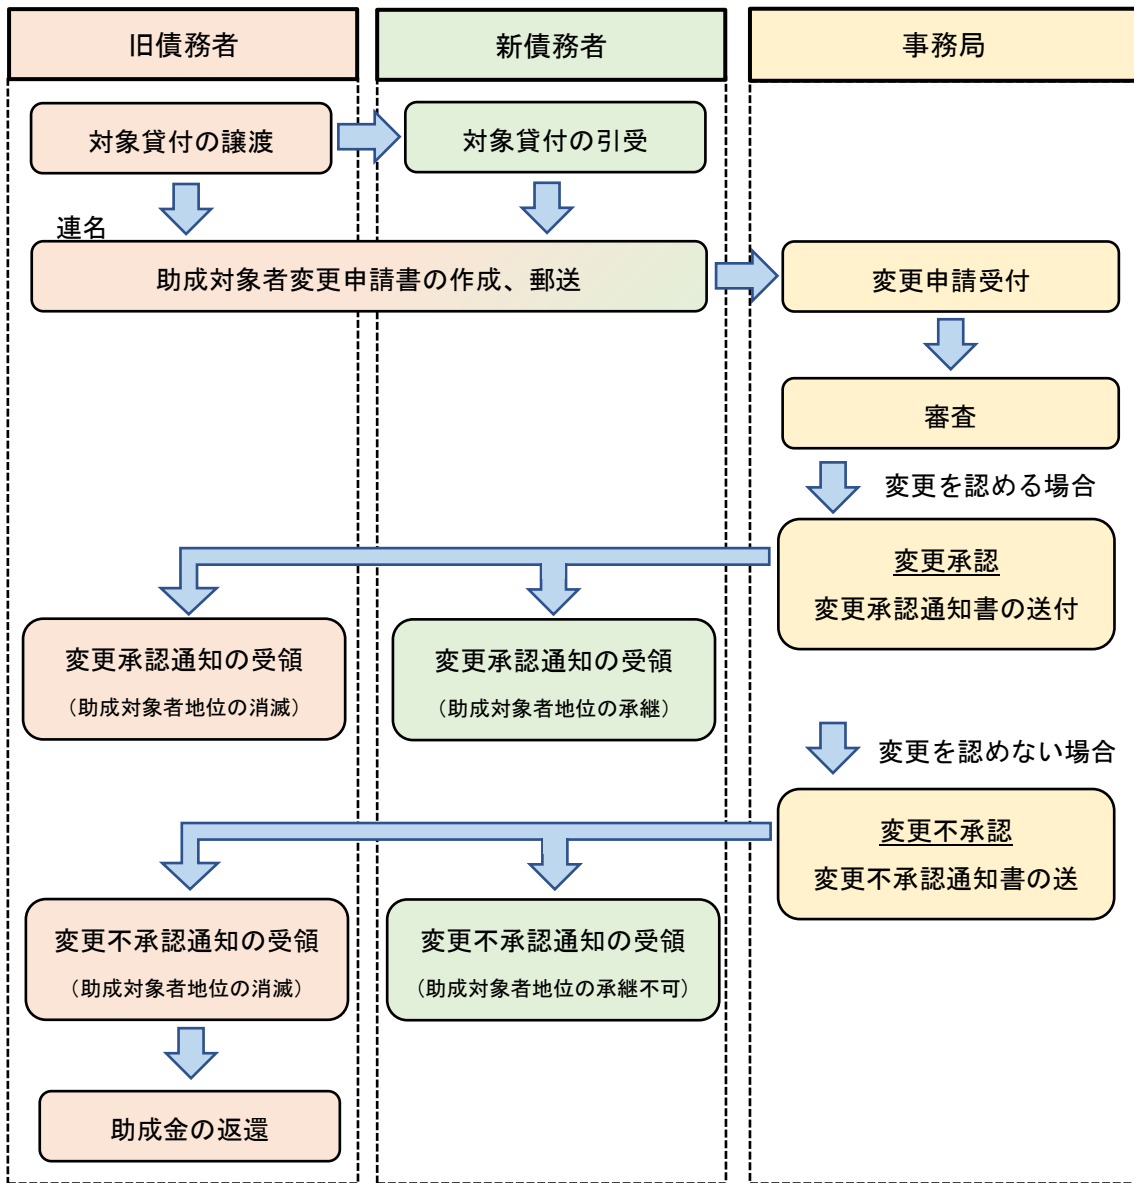 旧債務者
新債務者
事務局
対象貸付の譲渡
対象貸付の引受
連名
助成対象者変更申請書の作成、郵送
変更申請受付
審査
変更を認める場合
変更承認
変更承認通知書の送付
変更承認通知の受領
(助成対象者地位の消滅)
変更承認通知の受領
(助成対象者地位の承継)
変更を認めない場合
変更不承認
変更不承認通知書の送
変更不承認通知の受領
(助成対象者地位の消滅)
変更不承認通知の受領
(助成対象者地位の承継不可)
助成金の返還